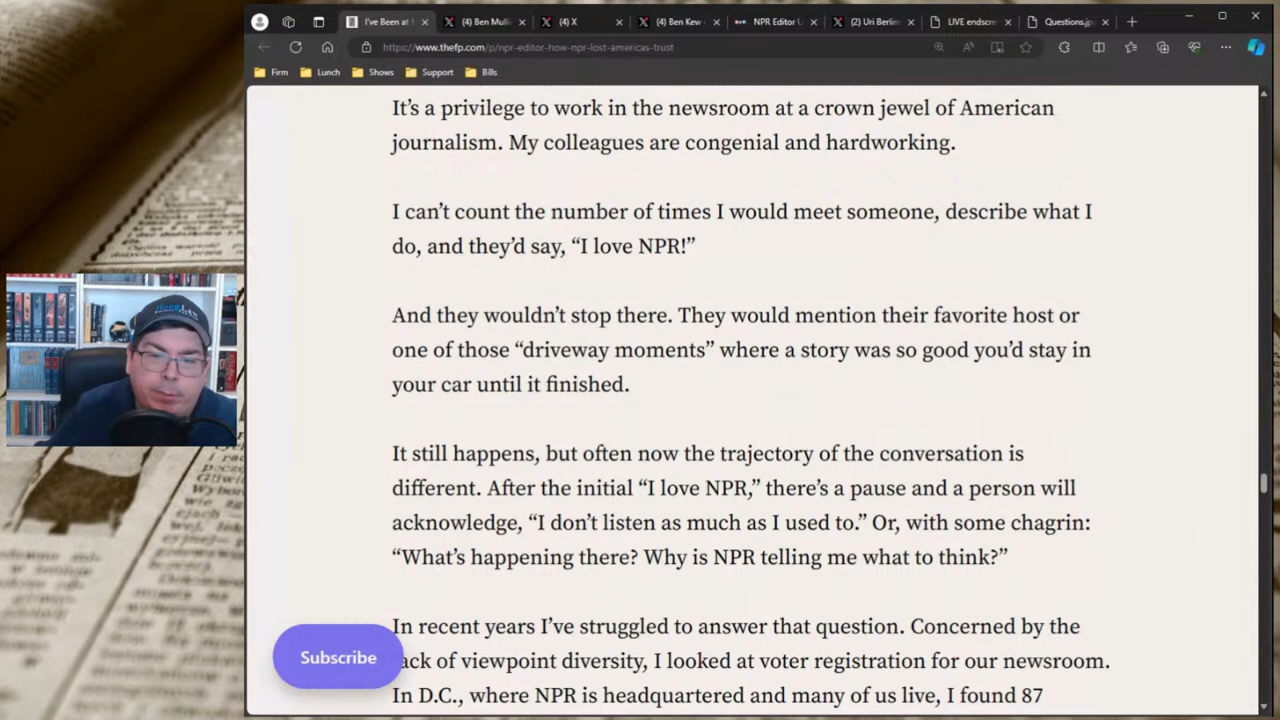 I've Been at
(4) Ben Mulli
(4) X
(4) Ben Kew
NPR Editor U
(2) Uri Berlin
LIVE endscre
Questions.jp
https://www.thefp.com/p/npr-editor-how-npr-lost-americas-trust
Firm
Lunch
Shows
Support
Bills
It's a privilege to work in the newsroom at a crown jewel of American
journalism. My colleagues are congenial and hardworking.
I can't count the number of times I would meet someone, describe what I
do, and they'd say, “I love NPR!”
And they wouldn't stop there. They would mention their favorite host or
one of those “driveway moments” where a story was so good you'd stay in
your car until it finished.
It still happens, but often now the trajectory of the conversation is
different. After the initial “I love NPR,” there's a pause and a person will
acknowledge, “I don't listen as much as I used to.” Or, with some chagrin:
“What's happening there? Why is NPR telling me what to think?”
In recent years I've struggled to answer that question. Concerned by the
ack of viewpoint diversity, I looked at voter registration for our newsroom.
In D.C., where NPR is headquartered and many of us live, I found 87
Subscribe